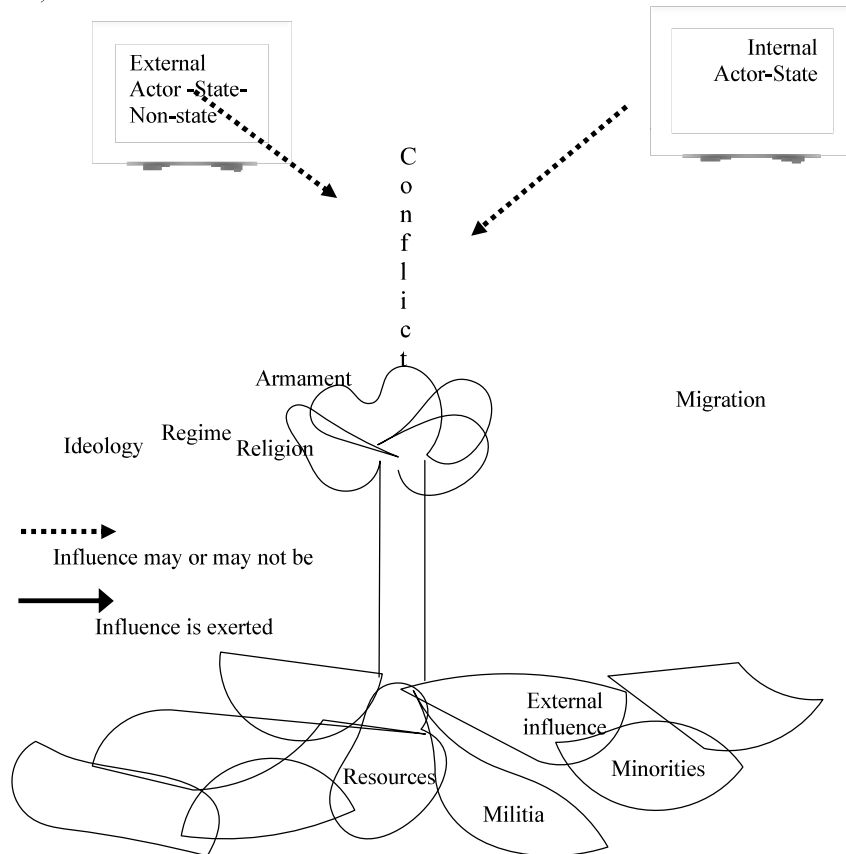 External
Actor -State-
Non-state
Internal
Actor-State
Conflict
Armament
Migration
Ideology
Regime
Religion
Influence may or may not be
Influence is exerted
External
influence
Resources
Minorities
Militia